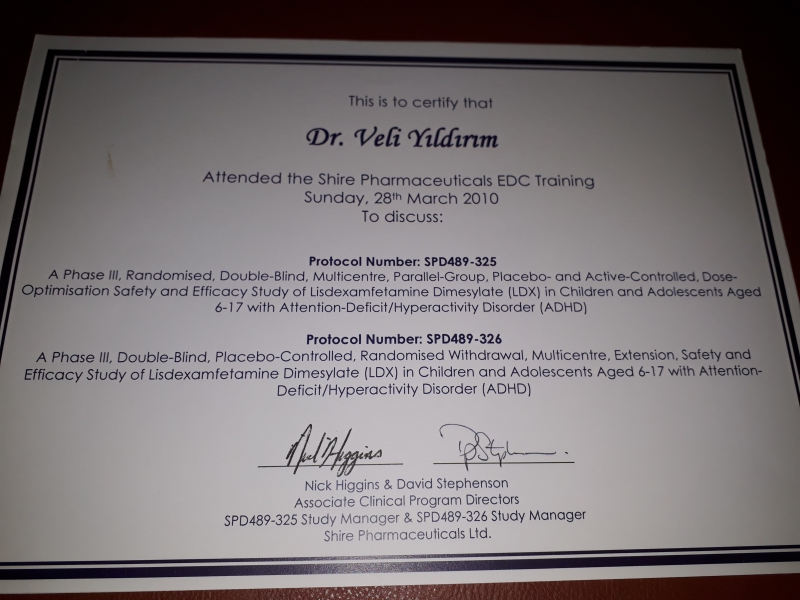 This is to certify that
Dr. Veli Yıldırım
Attended the Shire Pharmaceuticals EDC Training
Sunday, 28th March 2010
To discuss:
Protocol Number: SPD489-325
A Phase III, Randomised, Double-Blind, Multicentre, Parallel-Group, Placebo- and Active-Controlled, Dose-
Optimisation Safety and Efficacy Study of Lisdexamfetamine Dimesylate (LDX) in Children and Adolescents Aged
6-17 with Attention-Deficit/Hyperactivity Disorder (ADHD)
Protocol Number: SPD489-326
A Phase III, Double-Blind, Placebo-Controlled, Randomised Withdrawal, Multicentre, Extension, Safety and
Efficacy Study of Lisdexamfetamine Dimesylate (LDX) in Children and Adolescents Aged 6-17 with Attention-
Deficit/Hyperactivity Disorder (ADHD)
Nick Higgins & David Stephenson
Associate Clinical Program Directors
SPD489-325 Study Manager & SPD489-326 Study Manager
Shire Pharmaceuticals Ltd.